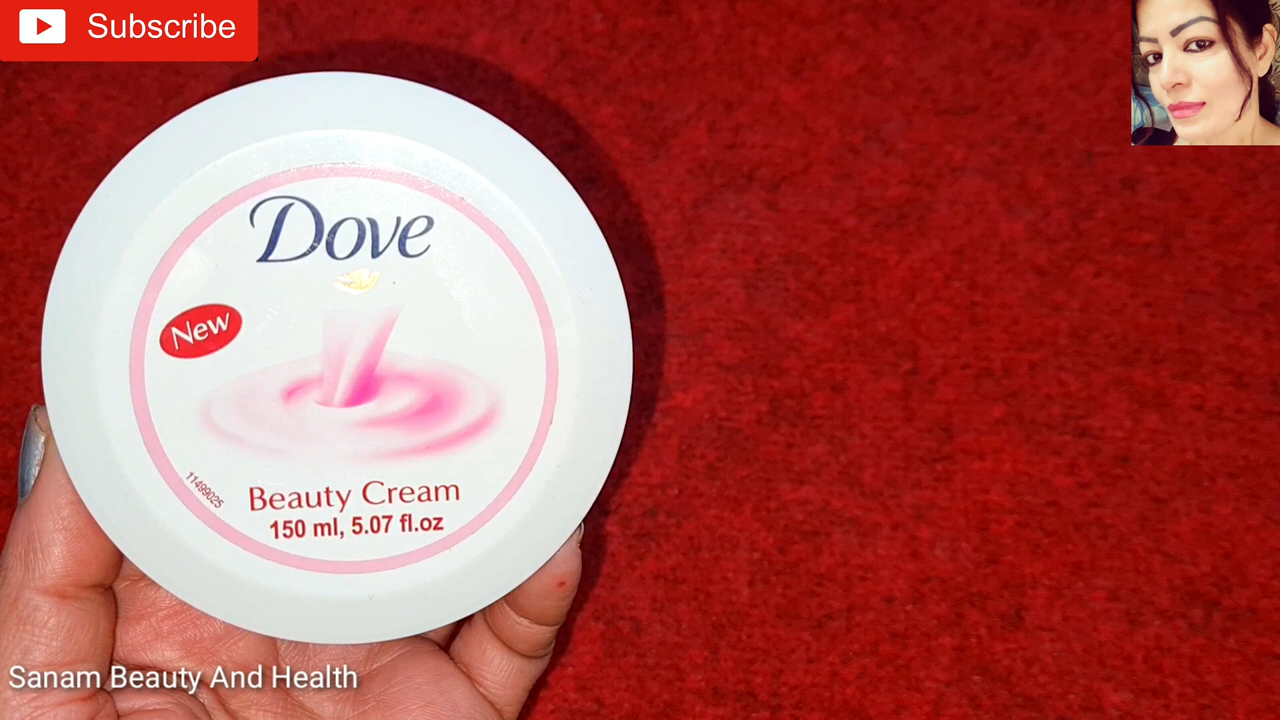 Subscribe
Dove
New
11499025
Beauty Cream
150 ml, 5.07 fl.oz
Sanam Beauty And Health